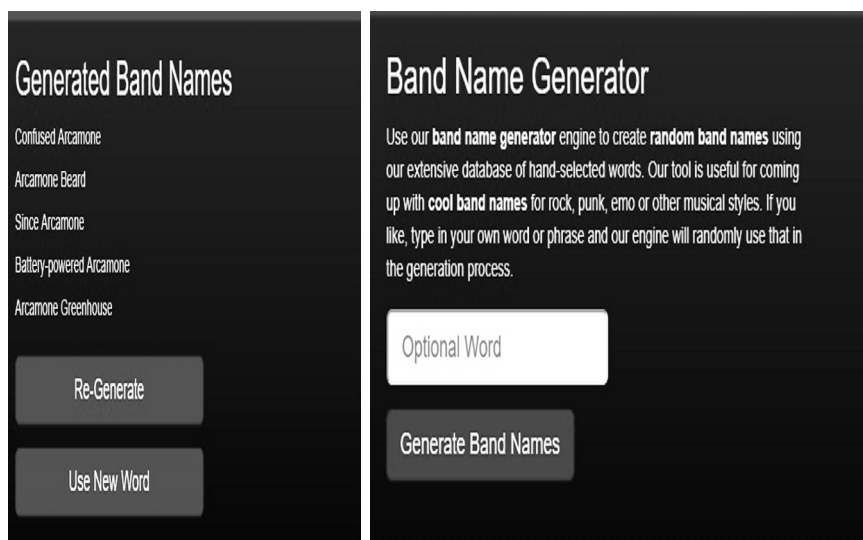 Generated Band Names
Confused Arcamone
Arcamone Beard
Since Arcamone
Battery-powered Arcamone
Arcamone Greenhouse
Re-Generate
Use New Word
Band Name Generator
Use our band name generator engine to create random band names using
our extensive database of hand-selected words. Our tool is useful for coming
up with cool band names for rock, punk, emo or other musical styles. If you
like, type in your own word or phrase and our engine will randomly use that in
the generation process.
Optional Word
Generate Band Names